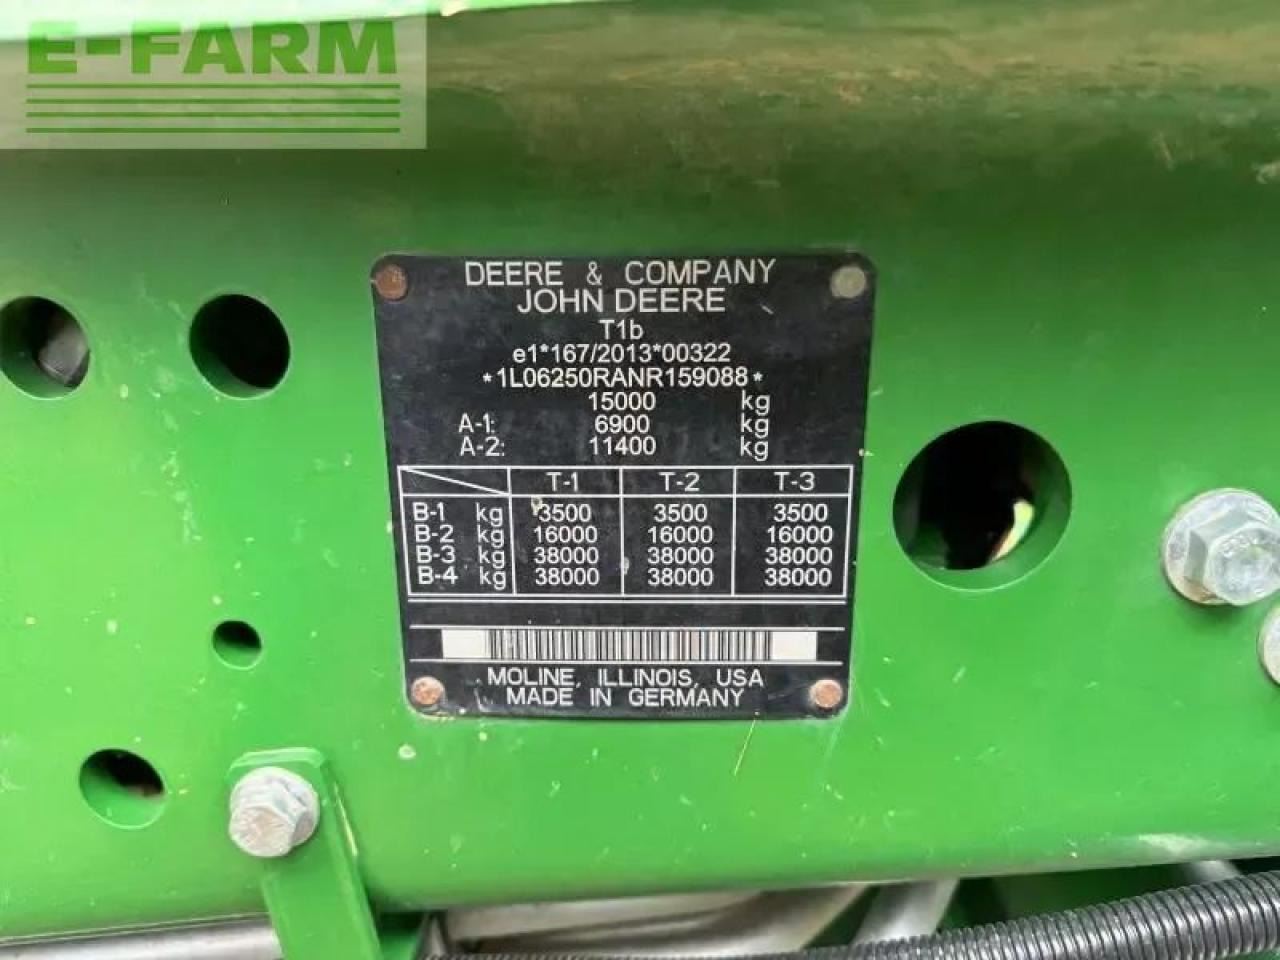 E-FARM
DEERE & COMPANY
JOHN DEERE
T1b
e1*167/2013*00322
*1L06250RANR159088*
15000 kg
A-1: 6900 kg
A-2: 11400 kg
T-1 T-2 T-3
B-1 kg 3500 3500 3500
B-2 kg 16000 16000 16000
B-3 kg 38000 38000 38000
B-4 kg 38000 38000 38000
MOLINE, ILLINOIS, USA
MADE IN GERMANY